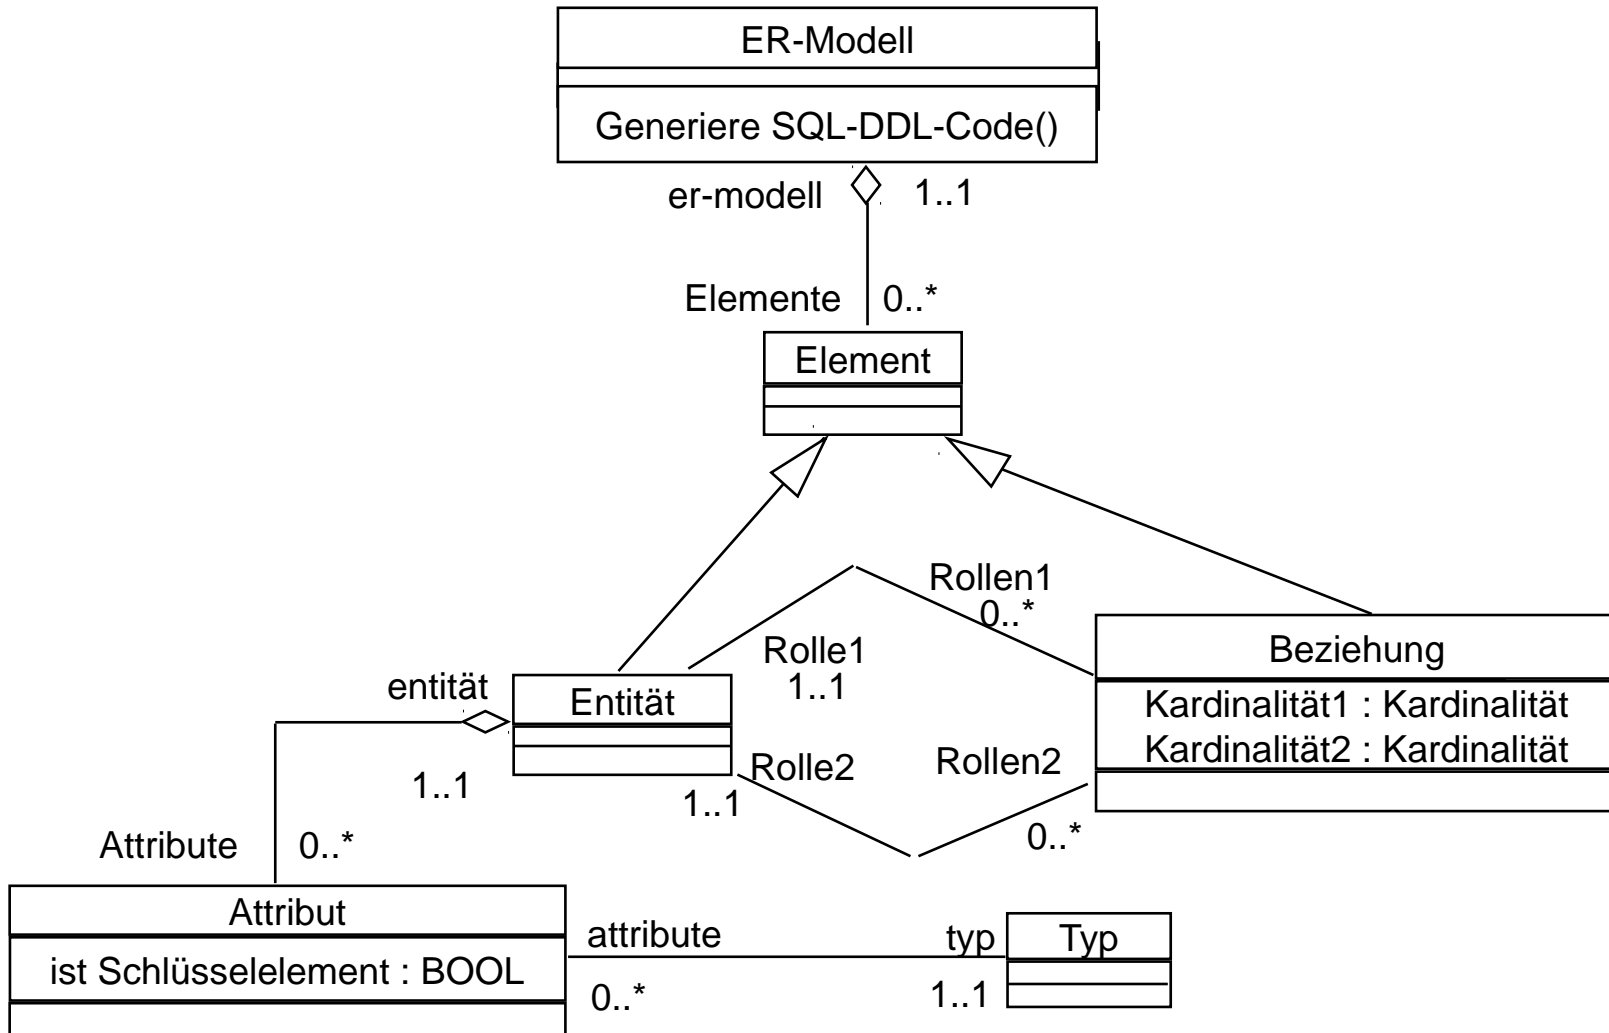 ER-Modell
Generiere SQL-DDL-Code()
er-modell 1..1
Elemente 0..*
Element
Rollen1
0..*
Rolle1
1..1
Beziehung
Kardinalität1 : Kardinalität
Kardinalität2 : Kardinalität
entität
Entität
1..1
Rolle2
1..1
Rollen2
0..*
Attribute 0..*
Attribut
ist Schlüsselelement : BOOL
attribute
0..*
typ
1..1
Typ